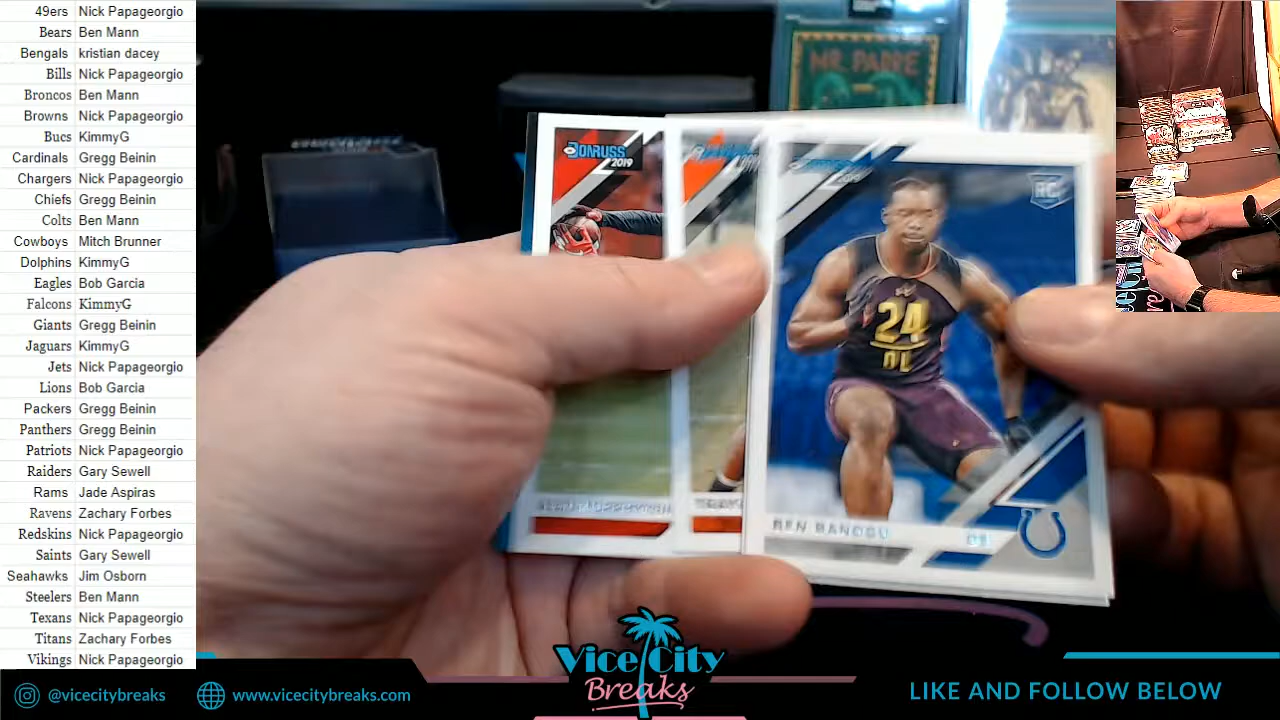 49ers Nick Papageorgio
Bears Ben Mann
Bengals kristian dacey
Bills Nick Papageorgio
Broncos Ben Mann
Browns Nick Papageorgio
Bucs KimmyG
Cardinals Gregg Beinin
Chargers Nick Papageorgio
Chiefs Gregg Beinin
Colts Ben Mann
Cowboys Mitch Brunner
Dolphins KimmyG
Eagles Bob Garcia
Falcons KimmyG
Giants Gregg Beinin
Jaguars KimmyG
Jets Nick Papageorgio
Lions Bob Garcia
Packers Gregg Beinin
Panthers Gregg Beinin
Patriots Nick Papageorgio
Raiders Gary Sewell
Rams Jade Aspiras
Ravens Zachary Forbes
Redskins Nick Papageorgio
Saints Gary Sewell
Seahawks Jim Osborn
Steelers Ben Mann
Texans Nick Papageorgio
Titans Zachary Forbes
Vikings Nick Papageorgio
MR. PARRE
DONRUSS
2019
RC
24
BEN BANOGU
@vicecitybreaks
www.vicecitybreaks.com
Vice City
Breaks
LIKE AND FOLLOW BELOW